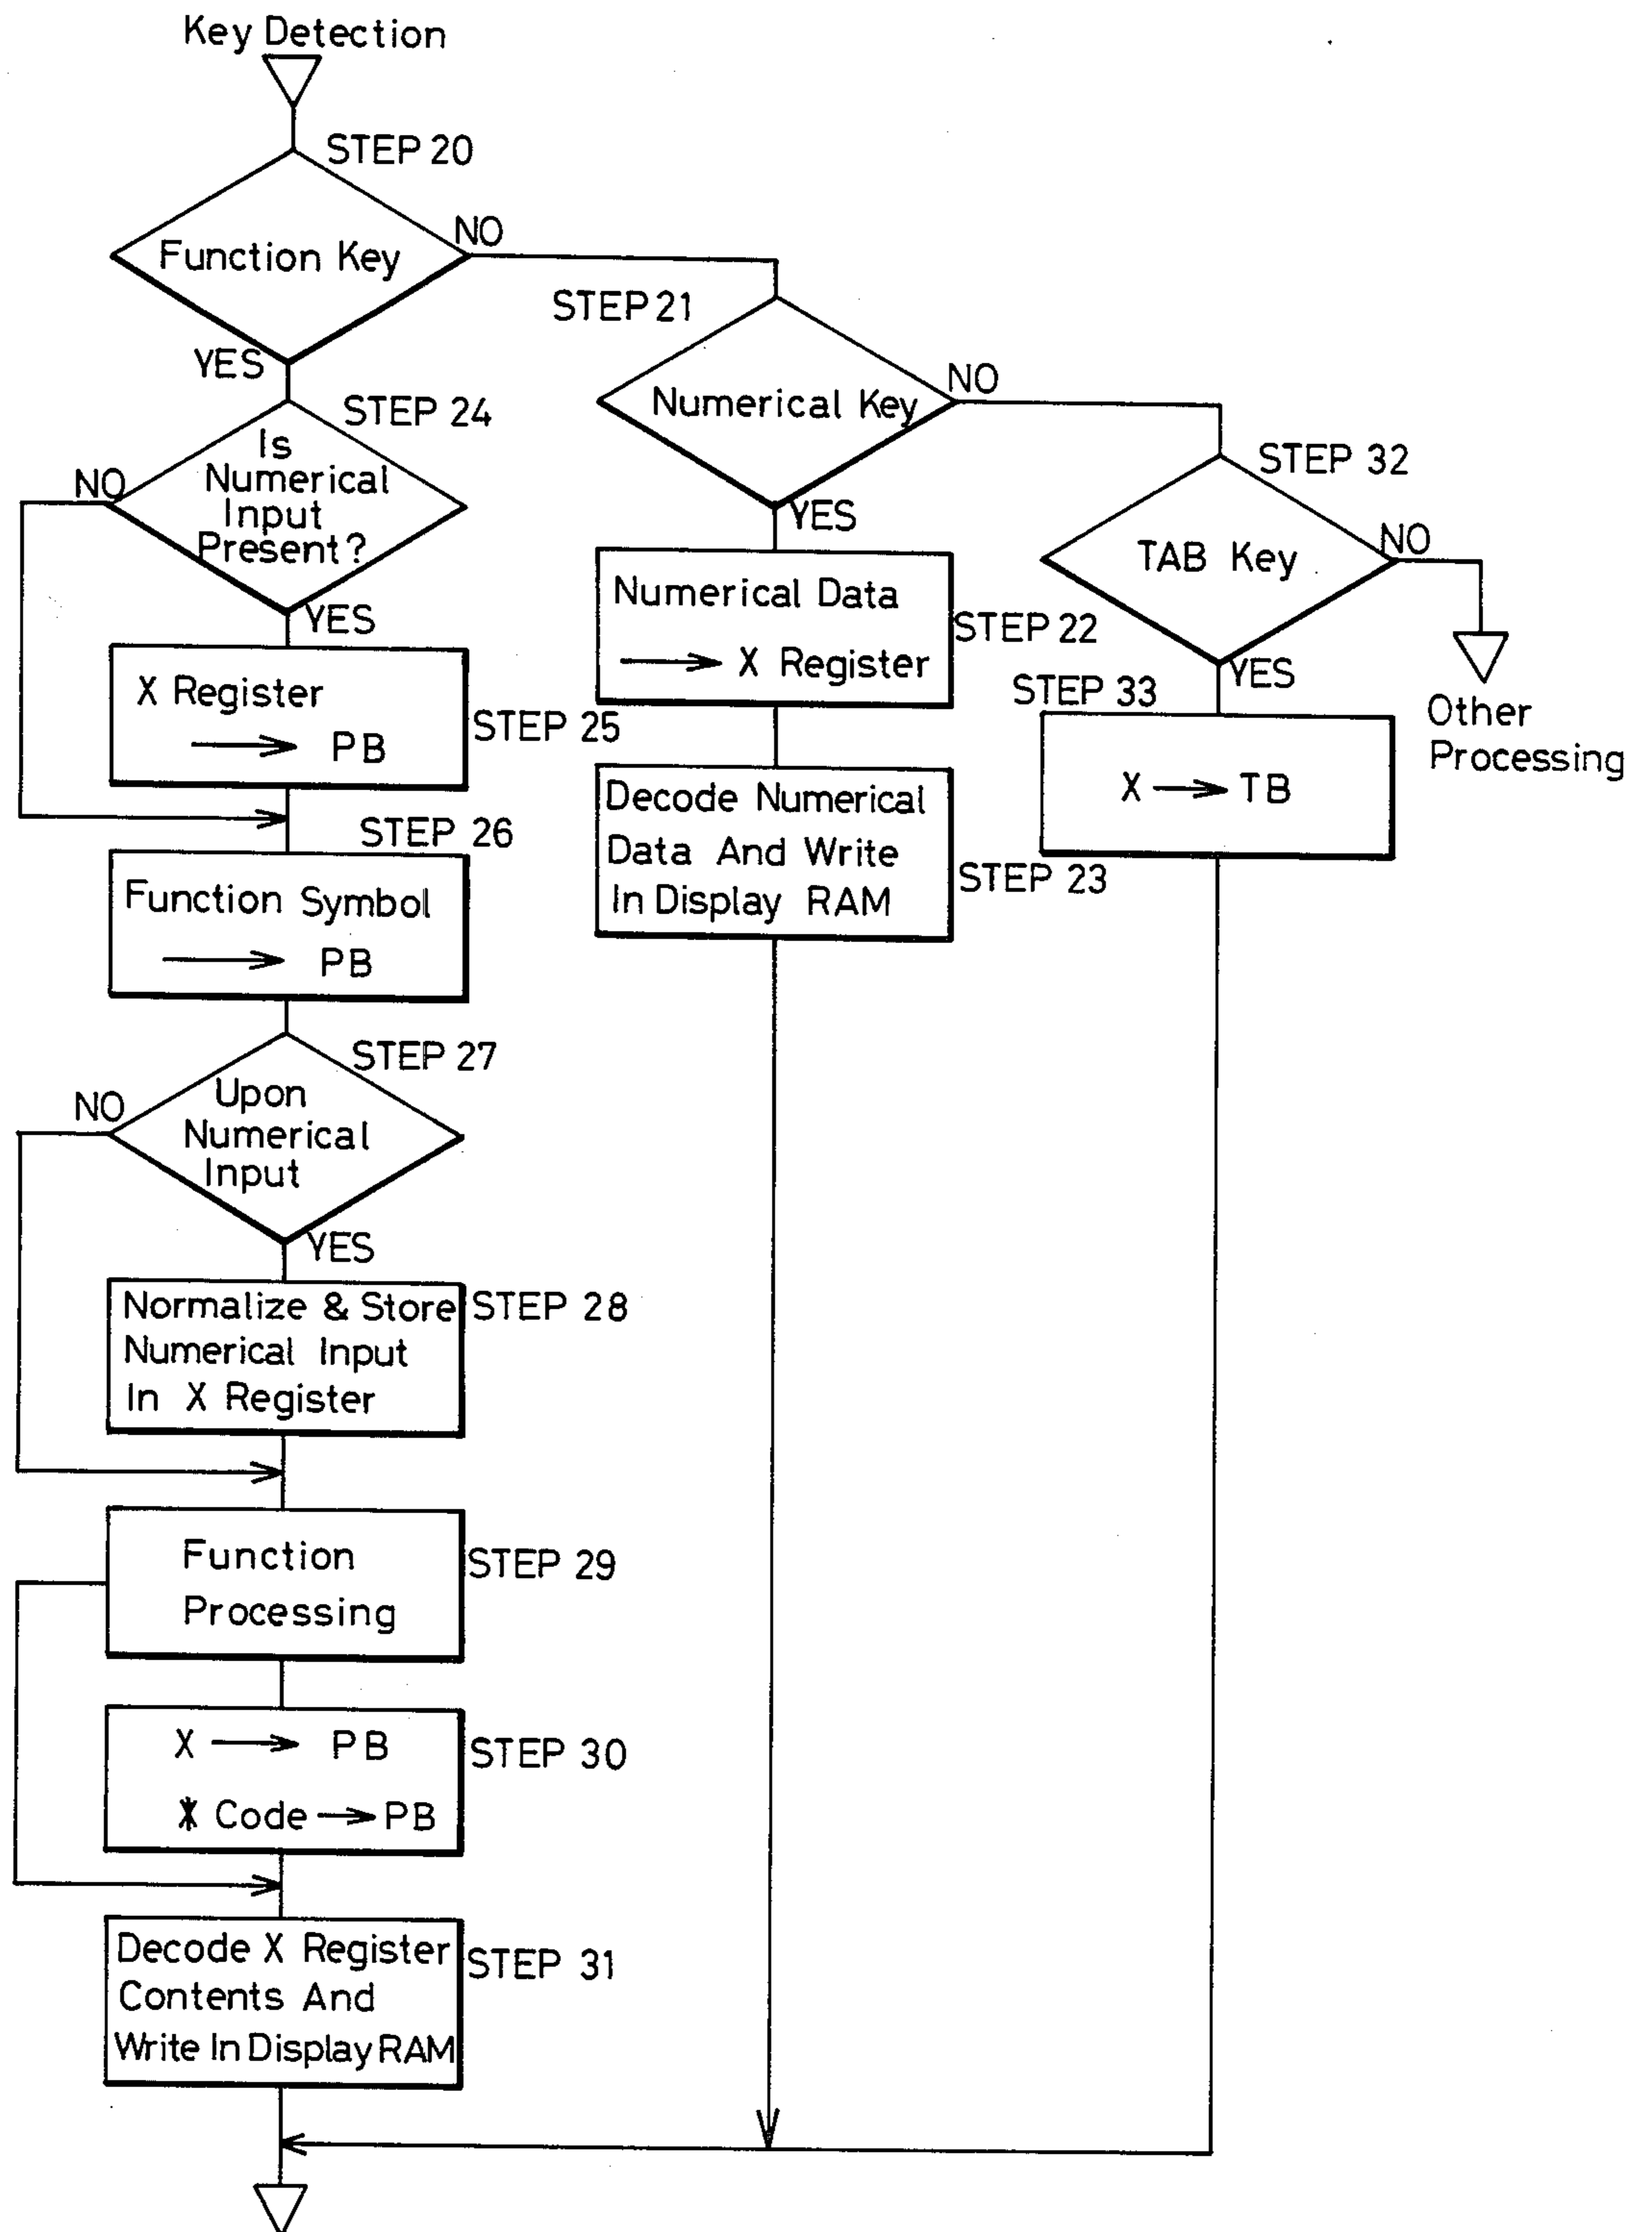 Key Detection
STEP 20
Function Key
NO
YES
STEP 21
Numerical Key
NO
YES
STEP 24
Is
Numerical
Input
Present?
NO
YES
STEP 32
TAB Key
NO
YES
Other
Processing
Numerical Data
→ X Register
STEP 22
X Register
→ PB
STEP 25
STEP 33
X → TB
Decode Numerical
Data And Write
In Display RAM
STEP 23
STEP 26
Function Symbol
→ PB
STEP 27
Upon
Numerical
Input
NO
YES
Normalize & Store
Numerical Input
In X Register
STEP 28
Function
Processing
STEP 29
X → PB
* Code → PB
STEP 30
Decode X Register
Contents And
Write In Display RAM
STEP 31